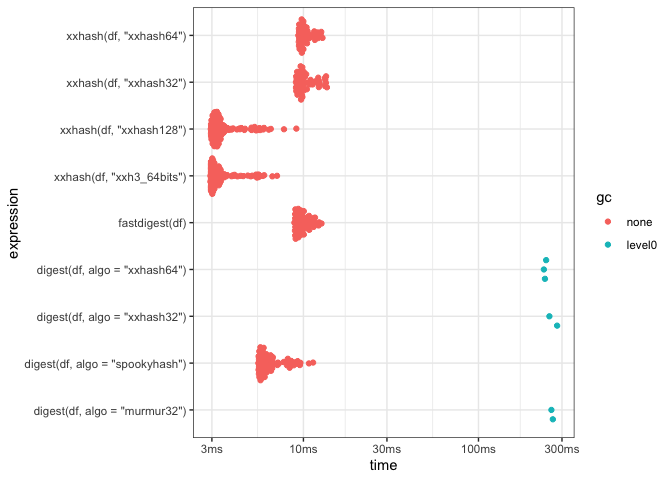 xxhash(df, "xxhash64")
xxhash(df, "xxhash32")
xxhash(df, "xxhash128")
xxhash(df, "xxh3_64bits")
fastdigest(df)
digest(df, algo = "xxhash64")
digest(df, algo = "xxhash32")
digest(df, algo = "spookyhash")
digest(df, algo = "murmur32")
expression
3ms 10ms 30ms 100ms 300ms
time
gc
none
level0